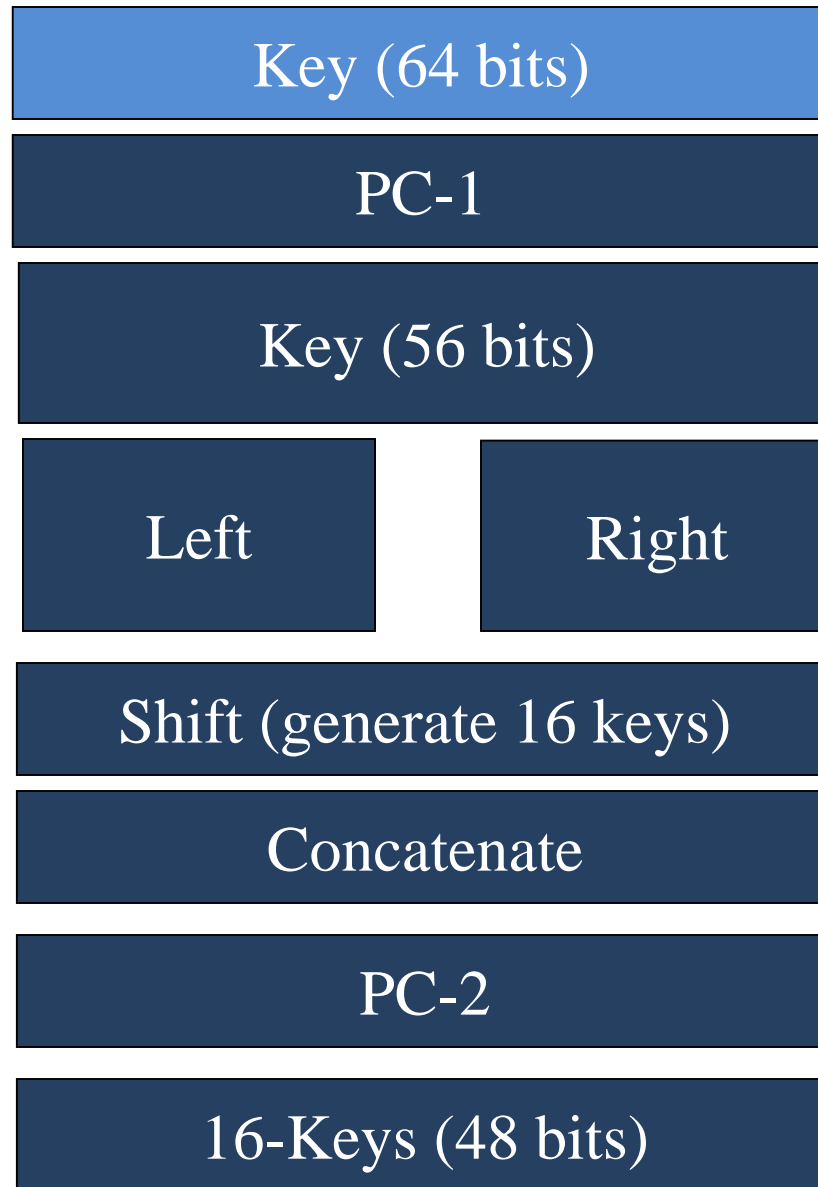 Key (64 bits)
PC-1
Key (56 bits)
Left
Right
Shift (generate 16 keys)
Concatenate
PC-2
16-Keys (48 bits)